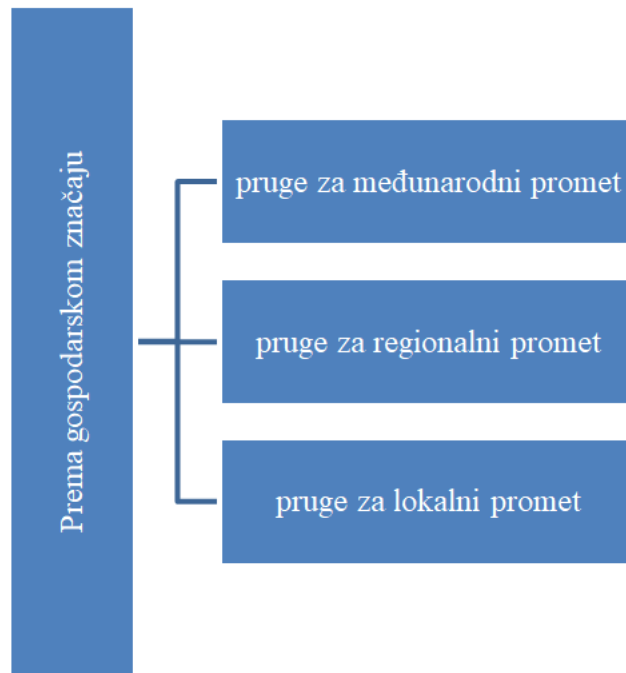 Prema gospodarskom značaju
pruge za međunarodni promet
pruge za regionalni promet
pruge za lokalni promet